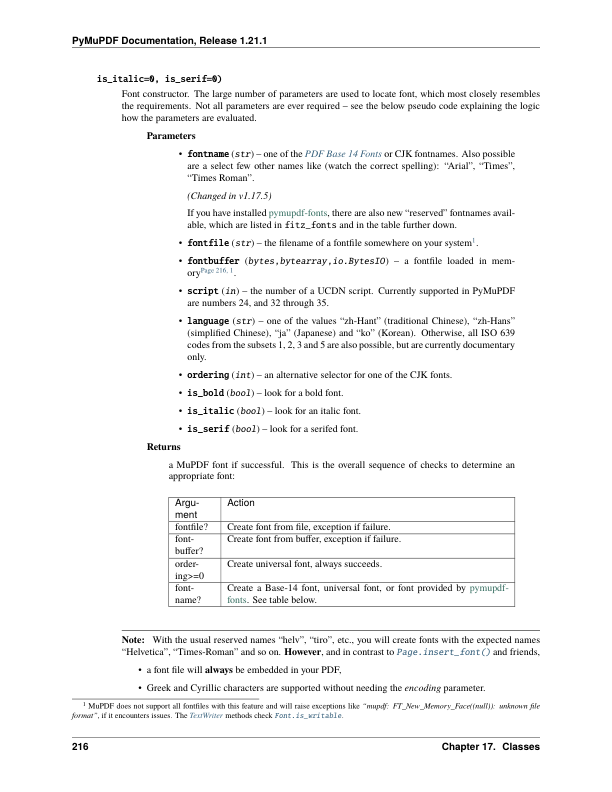 PyMuPDF Documentation, Release 1.21.1
is_italic=0, is_serif=0)
Font constructor. The large number of parameters are used to locate font, which most closely resembles
the requirements. Not all parameters are ever required – see the below pseudo code explaining the logic
how the parameters are evaluated.
Parameters
• fontname (str) – one of the PDF Base 14 Fonts or CJK fontnames. Also possible
are a select few other names like (watch the correct spelling): “Arial”, “Times”,
“Times Roman”.
(Changed in v1.17.5)
If you have installed pymupdf-fonts, there are also new “reserved” fontnames avail-
able, which are listed in fitz_fonts and in the table further down.
• fontfile (str) – the filename of a fontfile somewhere on your system1.
• fontbuffer (bytes,bytearray,io.BytesIO) – a fontfile loaded in mem-
oryPage 216, 1.
• script (in) – the number of a UCDN script. Currently supported in PyMuPDF
are numbers 24, and 32 through 35.
• language (str) – one of the values “zh-Hant” (traditional Chinese), “zh-Hans”
(simplified Chinese), “ja” (Japanese) and “ko” (Korean). Otherwise, all ISO 639
codes from the subsets 1, 2, 3 and 5 are also possible, but are currently documentary
only.
• ordering (int) – an alternative selector for one of the CJK fonts.
• is_bold (bool) – look for a bold font.
• is_italic (bool) – look for an italic font.
• is_serif (bool) – look for a serifed font.
Returns
a MuPDF font if successful. This is the overall sequence of checks to determine an
appropriate font:
Argu- Action
ment
fontfile? Create font from file, exception if failure.
font- Create font from buffer, exception if failure.
buffer?
order- Create universal font, always succeeds.
ing>=0
font- Create a Base-14 font, universal font, or font provided by pymupdf-
name? fonts. See table below.
Note: With the usual reserved names “helv”, “tiro”, etc., you will create fonts with the expected names
“Helvetica”, “Times-Roman” and so on. However, and in contrast to Page.insert_font() and friends,
• a font file will always be embedded in your PDF,
• Greek and Cyrillic characters are supported without needing the encoding parameter.
1 MuPDF does not support all fontfiles with this feature and will raise exceptions like “mupdf: FT_New_Memory_Face((null)): unknown file
format”, if it encounters issues. The TextWriter methods check Font.is_writable.
216 Chapter 17. Classes